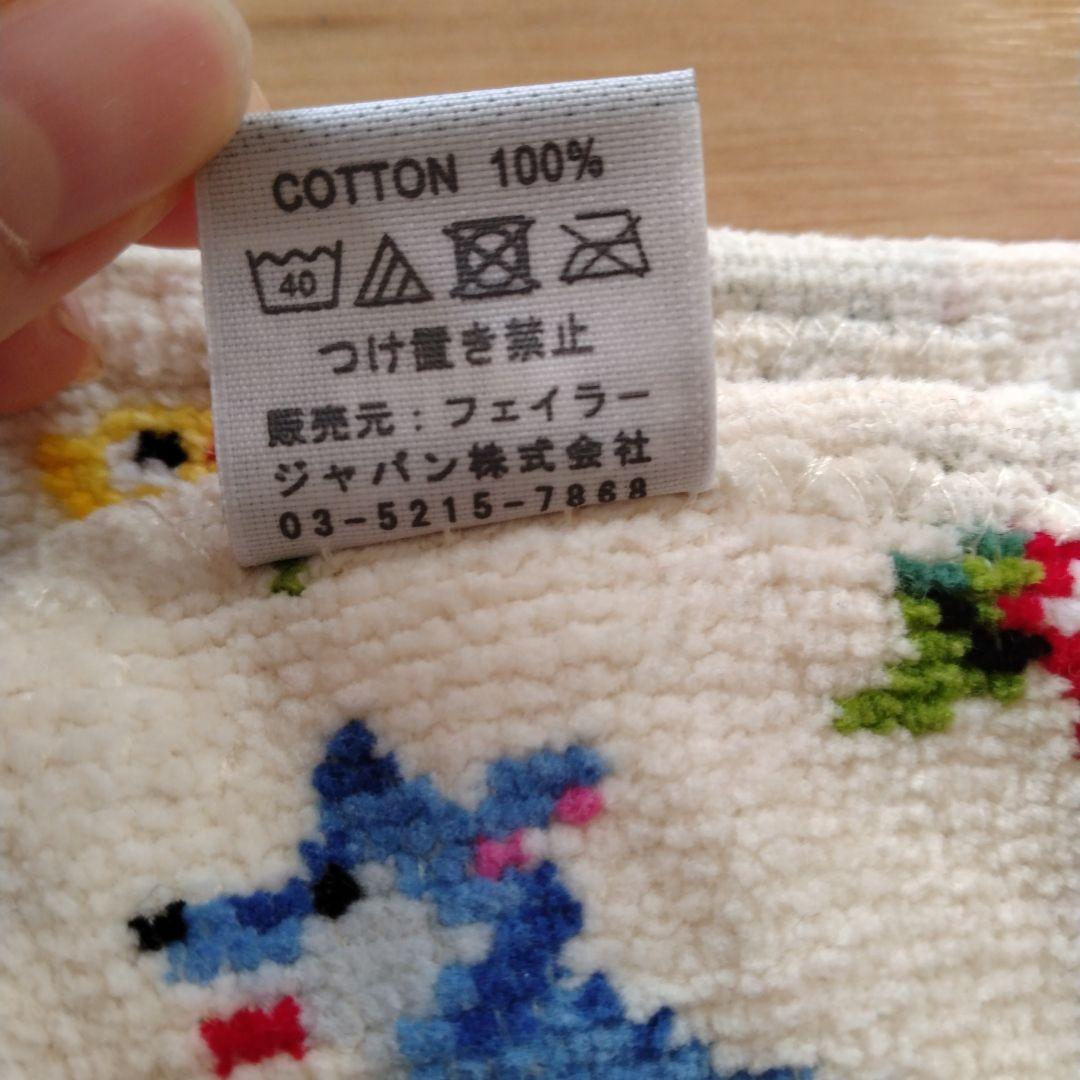 COTTON 100%
40
つけ置き禁止
販売元：フェイラー
ジャパン株式会社
03-5215-7868